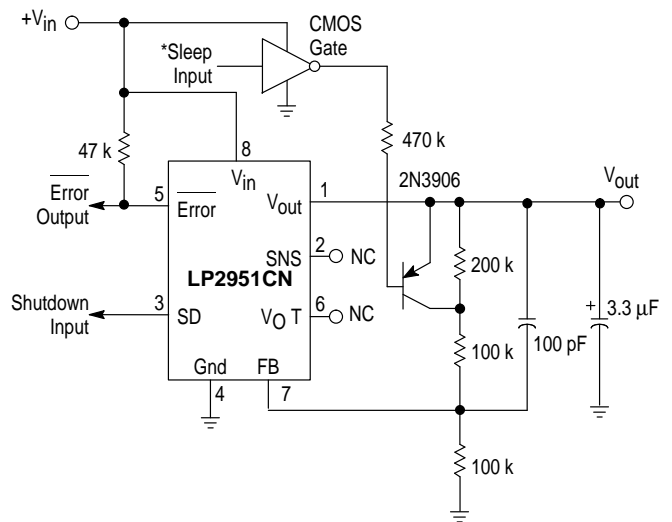 +Vin
CMOS
Gate
*Sleep
Input
470 k
47 k
8
Vin
2N3906
Vout
5
Error
Output
Error
1
Vout
SNS
2
NC
200 k
LP2951CN
Shutdown
Input
3
SD
VO T
6
NC
100 k
100 pF
+
3.3 µF
Gnd
FB
4
7
100 k